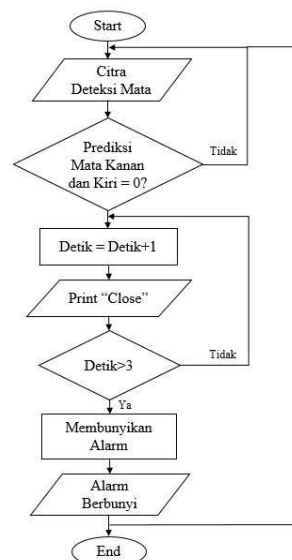 Start
Citra
Deteksi Mata
Prediksi
Mata Kanan
dan Kiri = 0?
Tidak
Detik = Detik+1
Print “Close”
Detik>3
Tidak
Ya
Membunyikan
Alarm
Alarm
Berbunyi
End